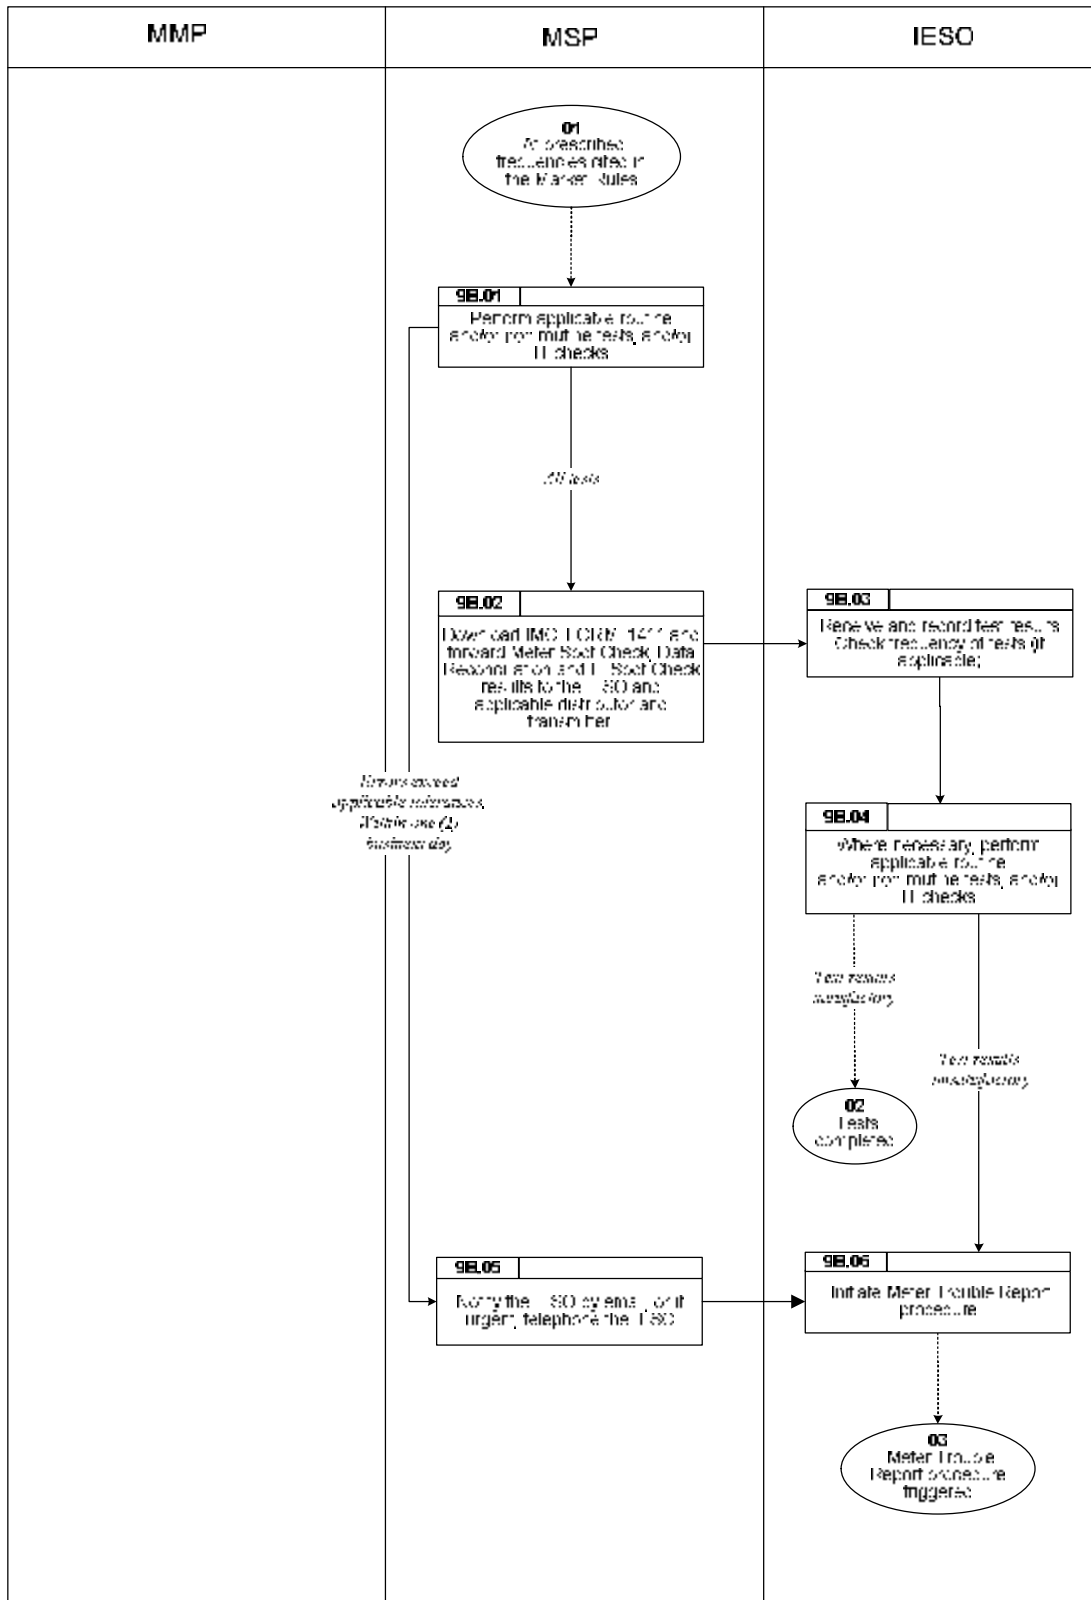 MMP
MSP
IESO
01
At prescribed
frequencies cited in
the Market Rules
9B.01
Perform applicable routine
and/or non routine tests, and/or
IT checks
All tests
9B.02
Download IMO_FORM_1411 and
forward Meter Spot Check, Data
Reconciliation and IT Spot Check
results to the IESO and
applicable distributor and
transmitter
9B.03
Receive and record test results
Check frequency of tests (if
applicable)
Errors exceed
applicable tolerances,
Within one (1)
business day
9B.04
Where necessary, perform
applicable routine
and/or non routine tests, and/or
IT checks
Test results
satisfactory
Test results
unsatisfactory
02
Tests
completed
9B.05
Notify the IESO by email, or if
urgent, telephone the IESO
9B.06
Initiate Meter Trouble Report
procedure
03
Meter Trouble
Report procedure
triggered